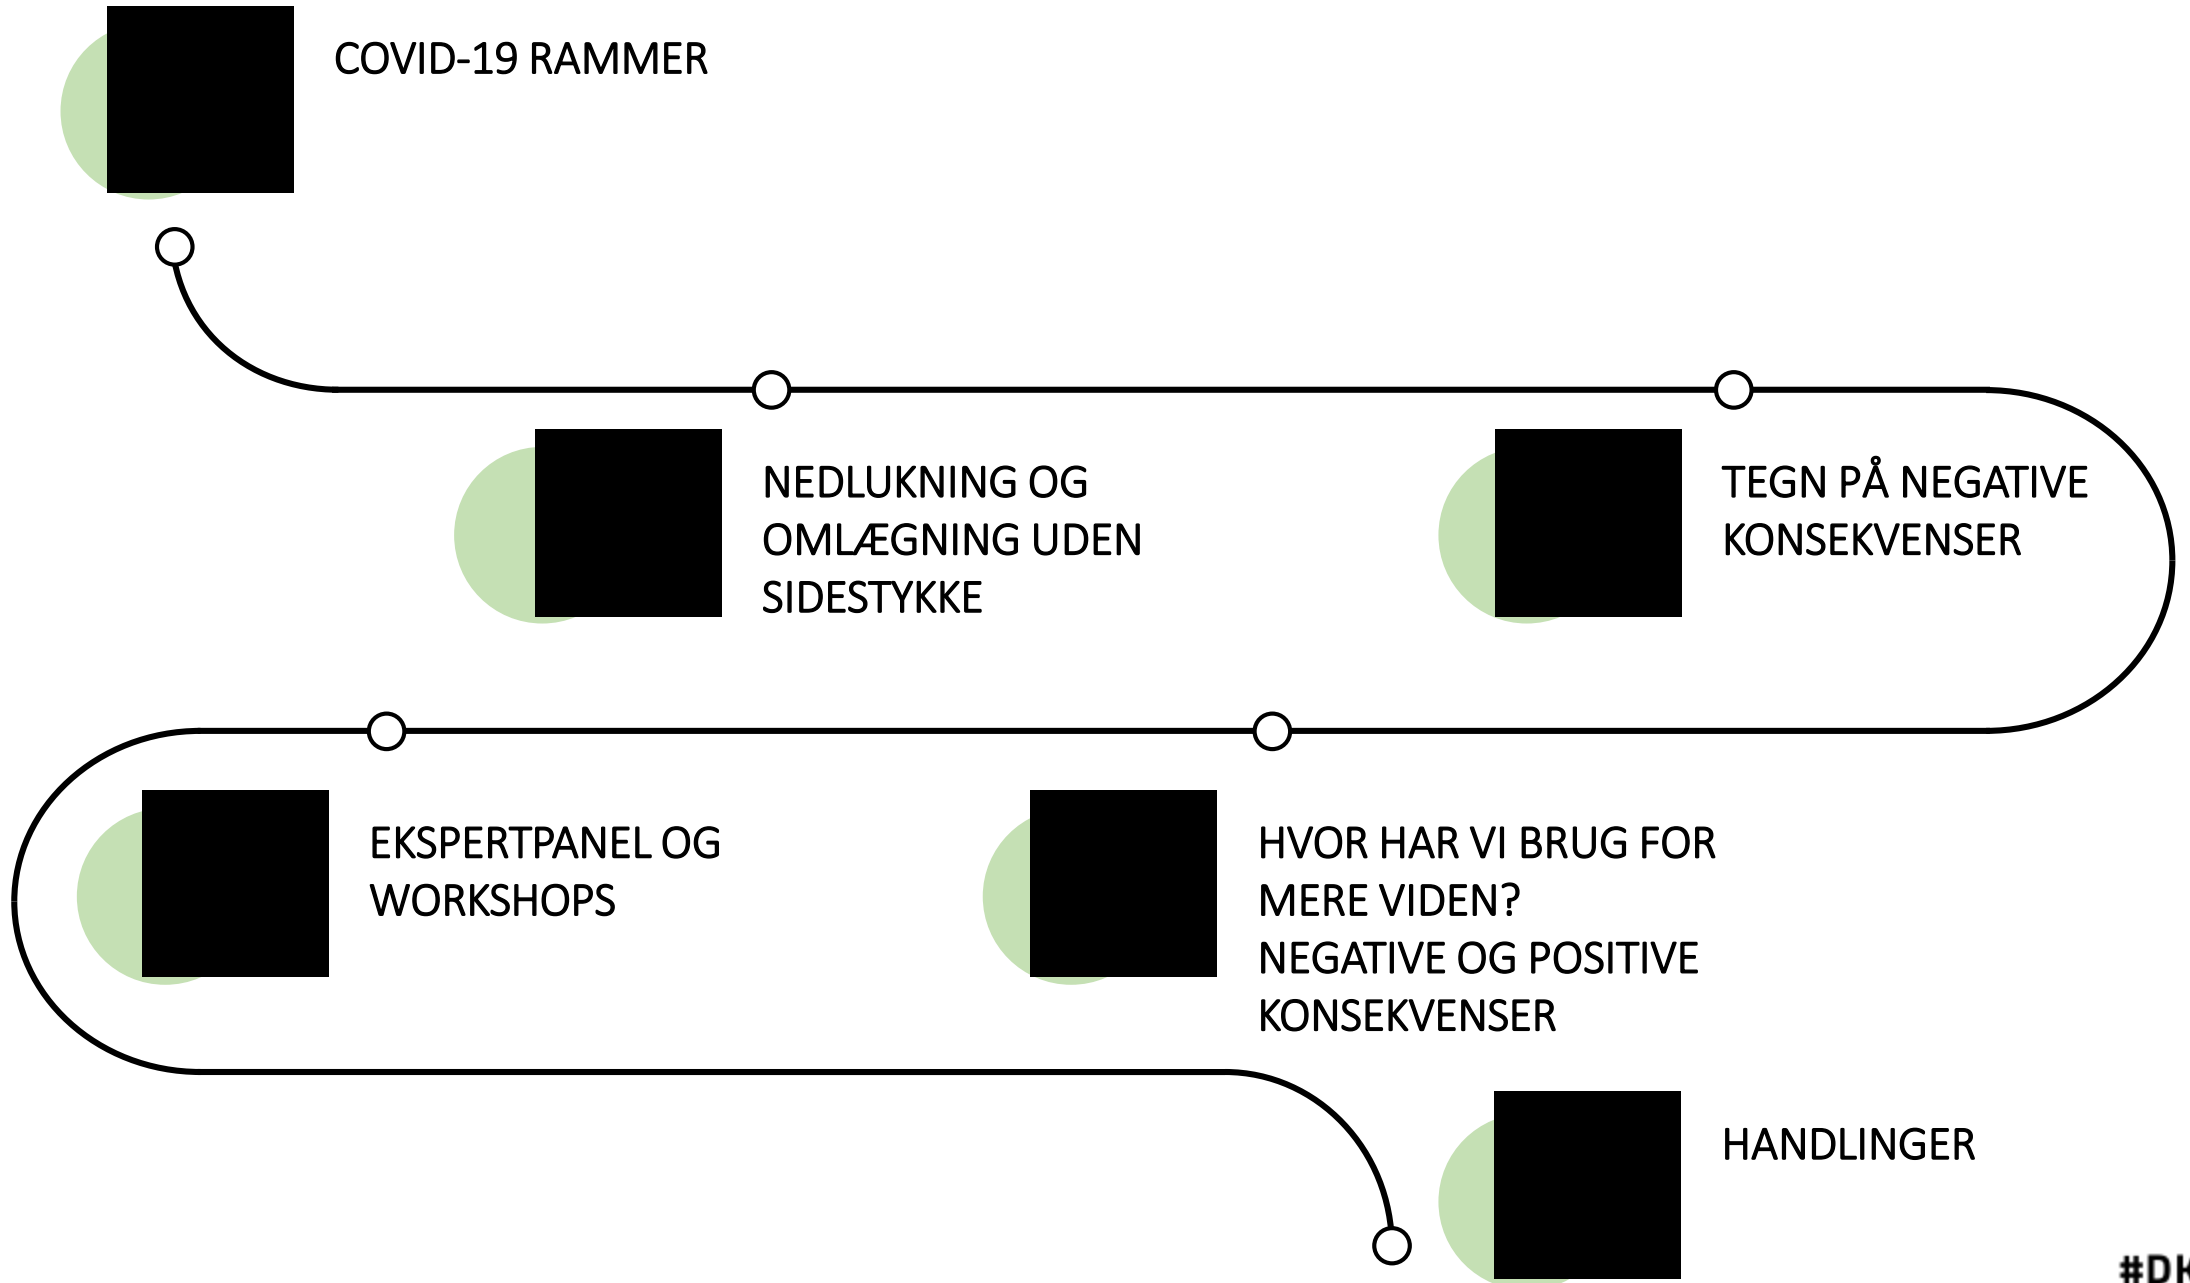 COVID-19 RAMMER
NEDLUKNING OG
OMLÆGNING UDEN
SIDESTYKKE
TEGN PÅ NEGATIVE
KONSEKVENSER
EKSPERTPANEL OG
WORKSHOPS
HVOR HAR VI BRUG FOR
MERE VIDEN?
NEGATIVE OG POSITIVE
KONSEKVENSER
HANDLINGER